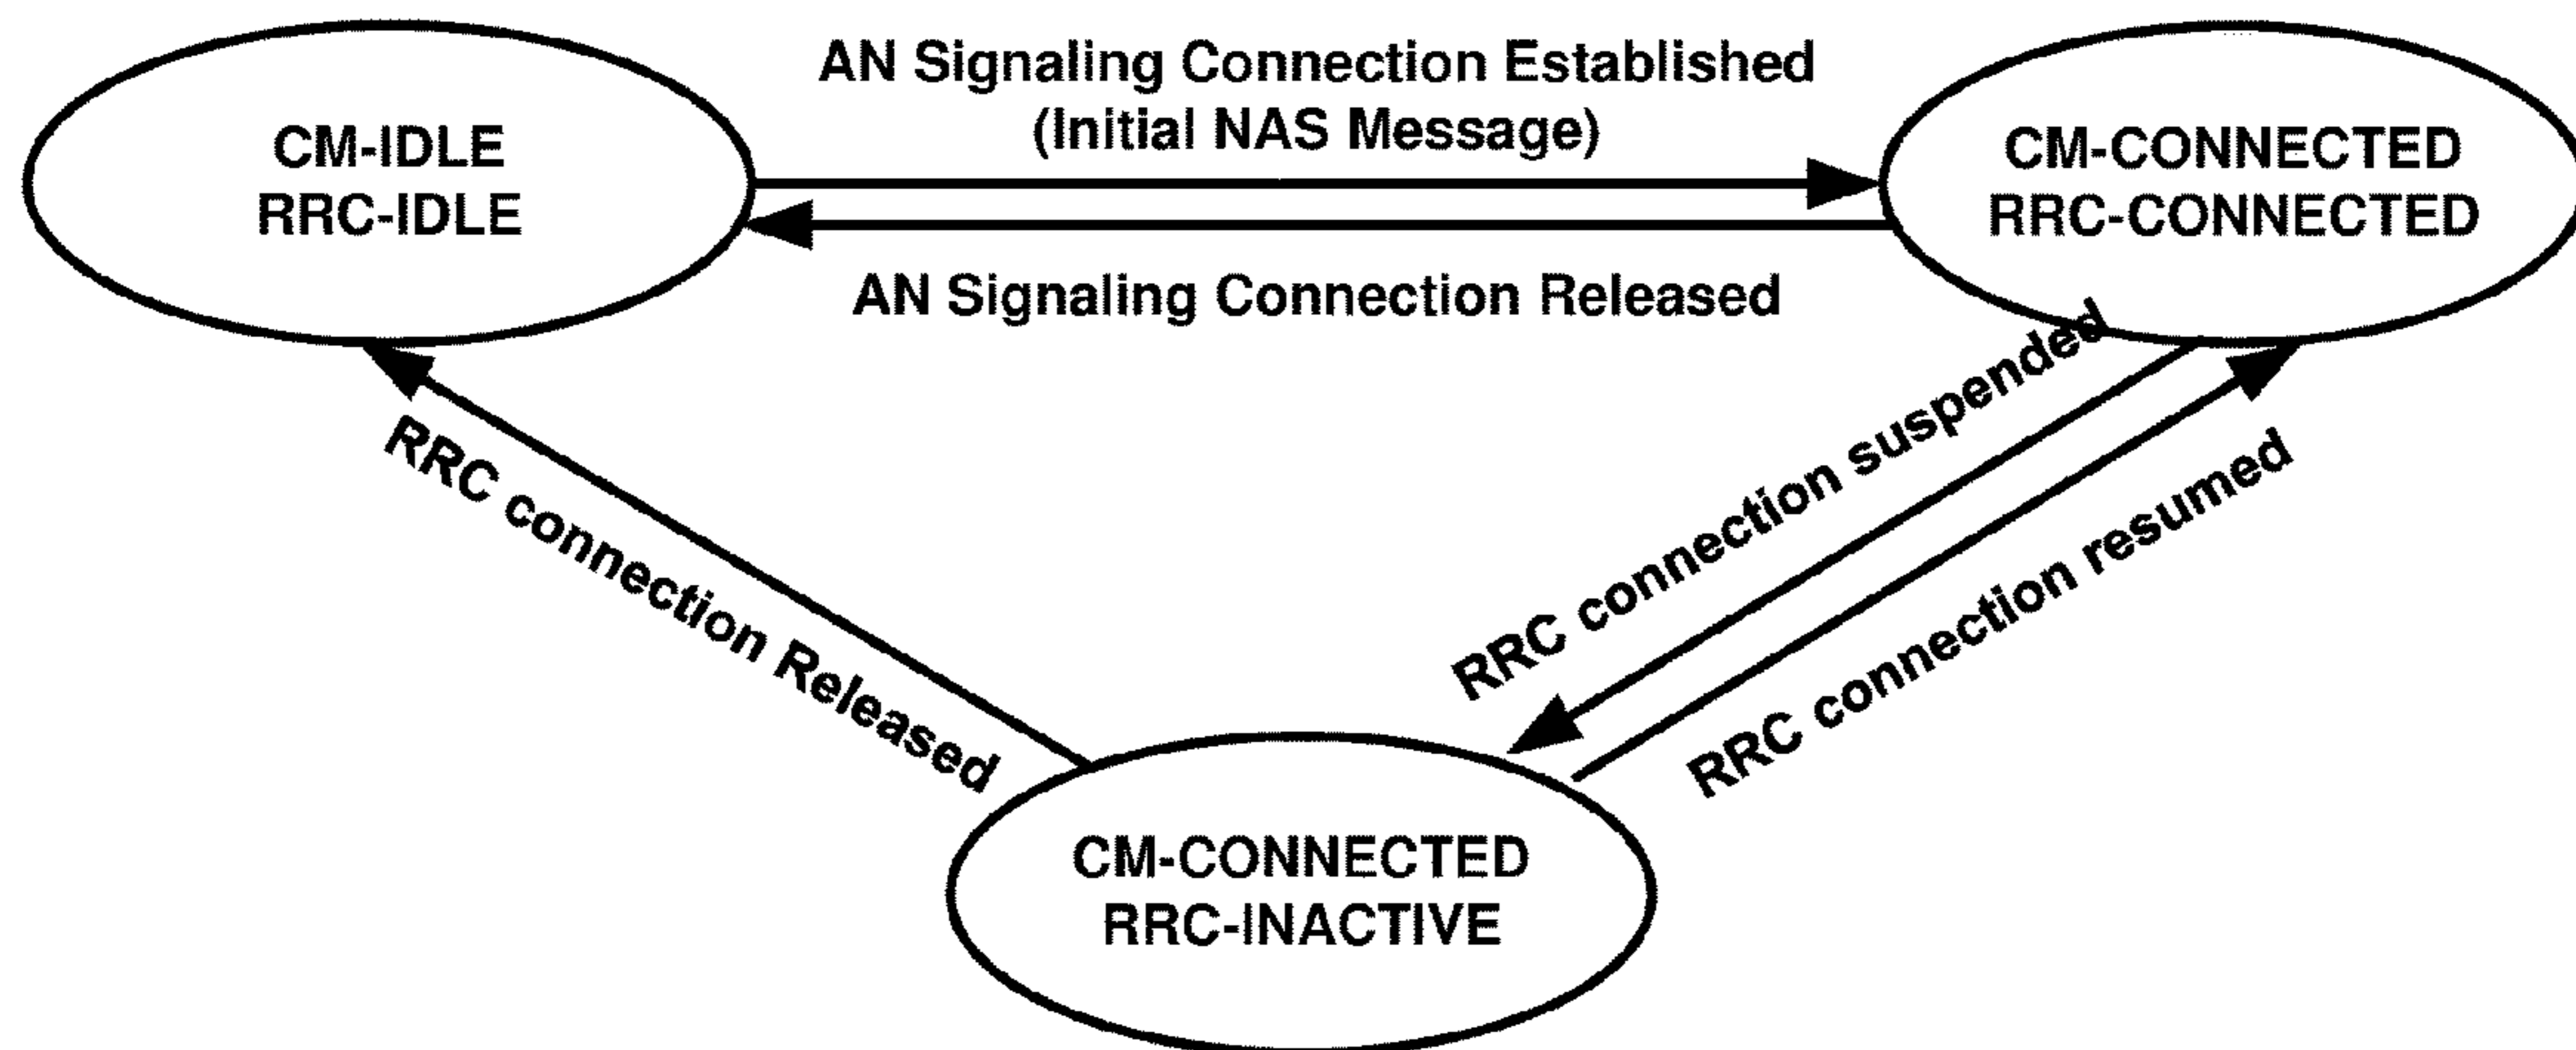 CM-IDLE
RRC-IDLE
AN Signaling Connection Established
(Initial NAS Message)
AN Signaling Connection Released
CM-CONNECTED
RRC-CONNECTED
RRC connection Released
RRC connection suspended
RRC connection resumed
CM-CONNECTED
RRC-INACTIVE